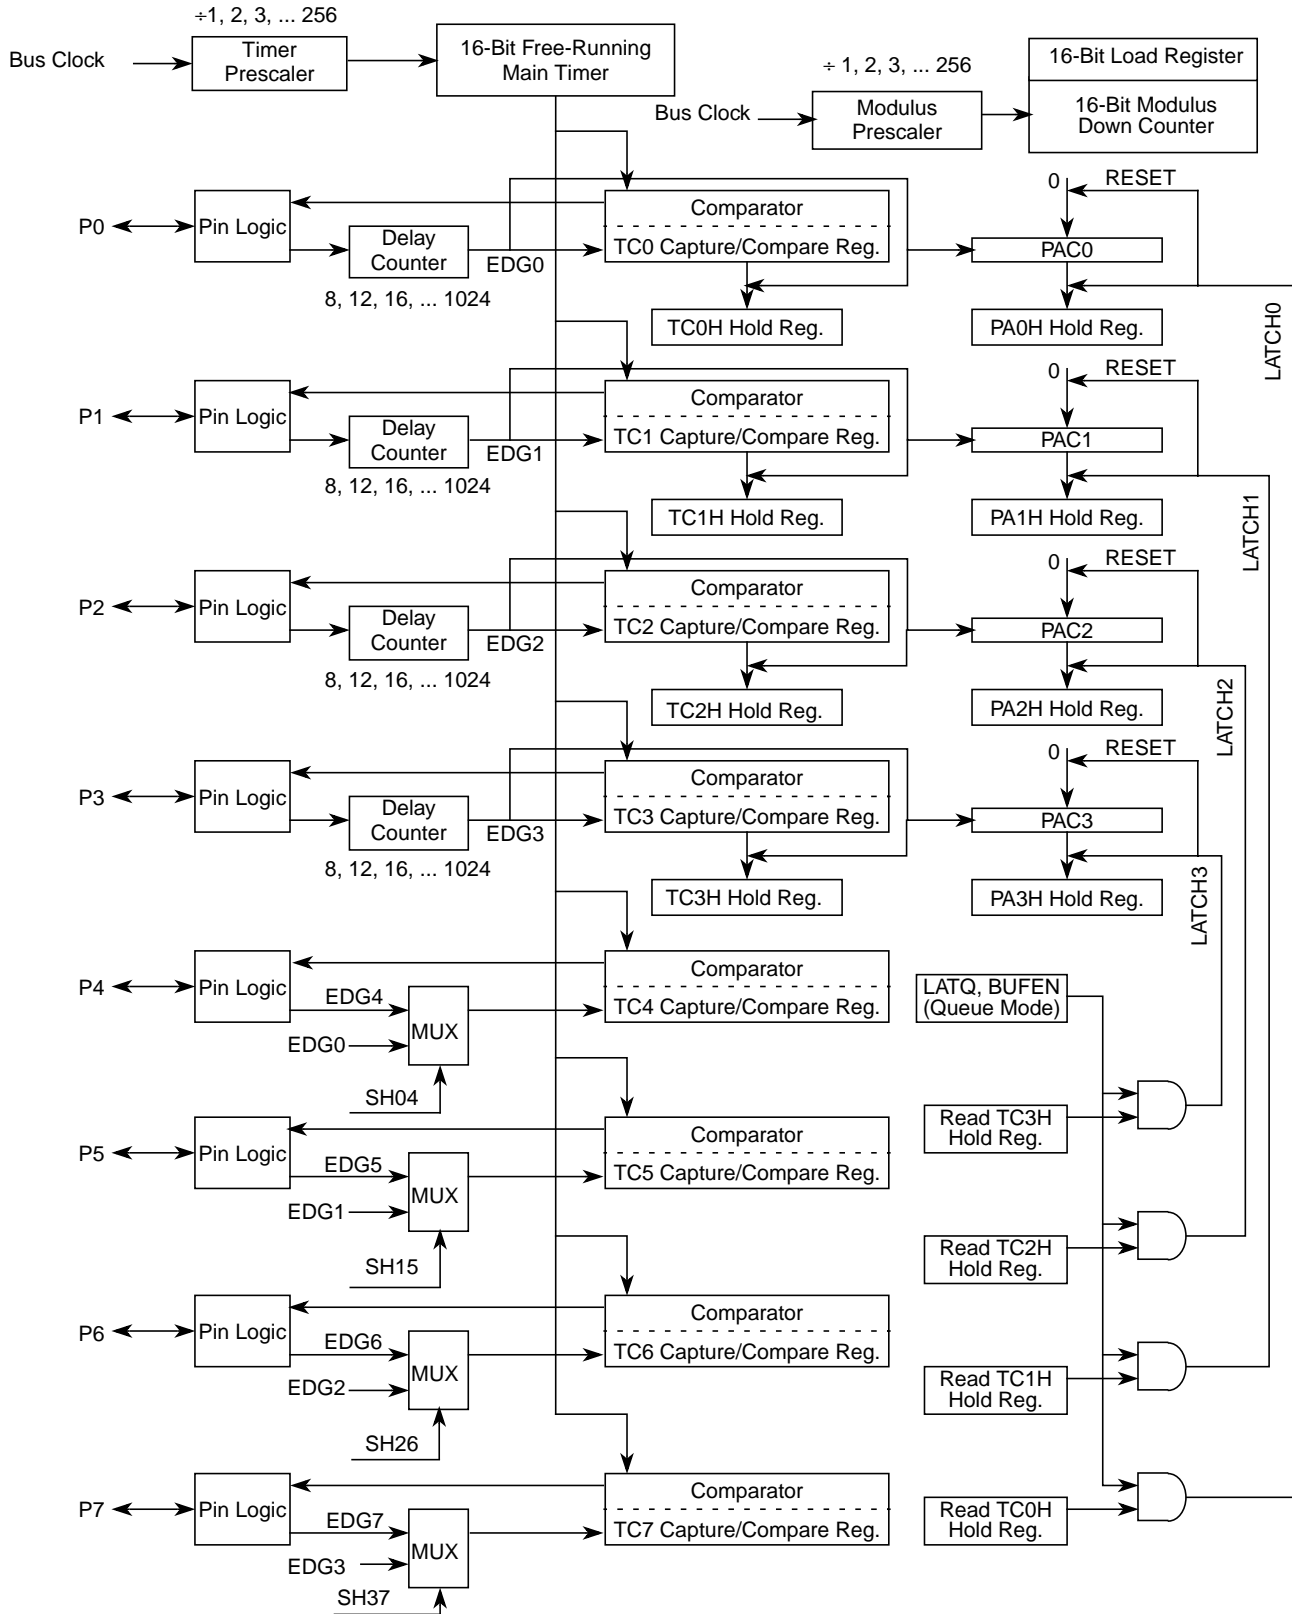 ÷1, 2, 3, ... 256
Bus Clock
Timer
Prescaler
16-Bit Free-Running
Main Timer
÷ 1, 2, 3, ... 256
Bus Clock
Modulus
Prescaler
16-Bit Load Register
16-Bit Modulus
Down Counter
P0
Pin Logic
Delay
Counter
8, 12, 16, ... 1024
EDG0
Comparator
TC0 Capture/Compare Reg.
TC0H Hold Reg.
0
RESET
PAC0
PA0H Hold Reg.
LATCH0
P1
Pin Logic
Delay
Counter
8, 12, 16, ... 1024
EDG1
Comparator
TC1 Capture/Compare Reg.
TC1H Hold Reg.
0
RESET
PAC1
PA1H Hold Reg.
LATCH1
P2
Pin Logic
Delay
Counter
8, 12, 16, ... 1024
EDG2
Comparator
TC2 Capture/Compare Reg.
TC2H Hold Reg.
0
RESET
PAC2
PA2H Hold Reg.
LATCH2
P3
Pin Logic
Delay
Counter
8, 12, 16, ... 1024
EDG3
Comparator
TC3 Capture/Compare Reg.
TC3H Hold Reg.
0
RESET
PAC3
PA3H Hold Reg.
LATCH3
P4
Pin Logic
EDG4
EDG0
MUX
SH04
Comparator
TC4 Capture/Compare Reg.
LATQ, BUFEN
(Queue Mode)
P5
Pin Logic
EDG5
EDG1
MUX
SH15
Comparator
TC5 Capture/Compare Reg.
Read TC3H
Hold Reg.
Read TC2H
Hold Reg.
P6
Pin Logic
EDG6
EDG2
MUX
SH26
Comparator
TC6 Capture/Compare Reg.
Read TC1H
Hold Reg.
P7
Pin Logic
EDG7
EDG3
MUX
SH37
Comparator
TC7 Capture/Compare Reg.
Read TC0H
Hold Reg.